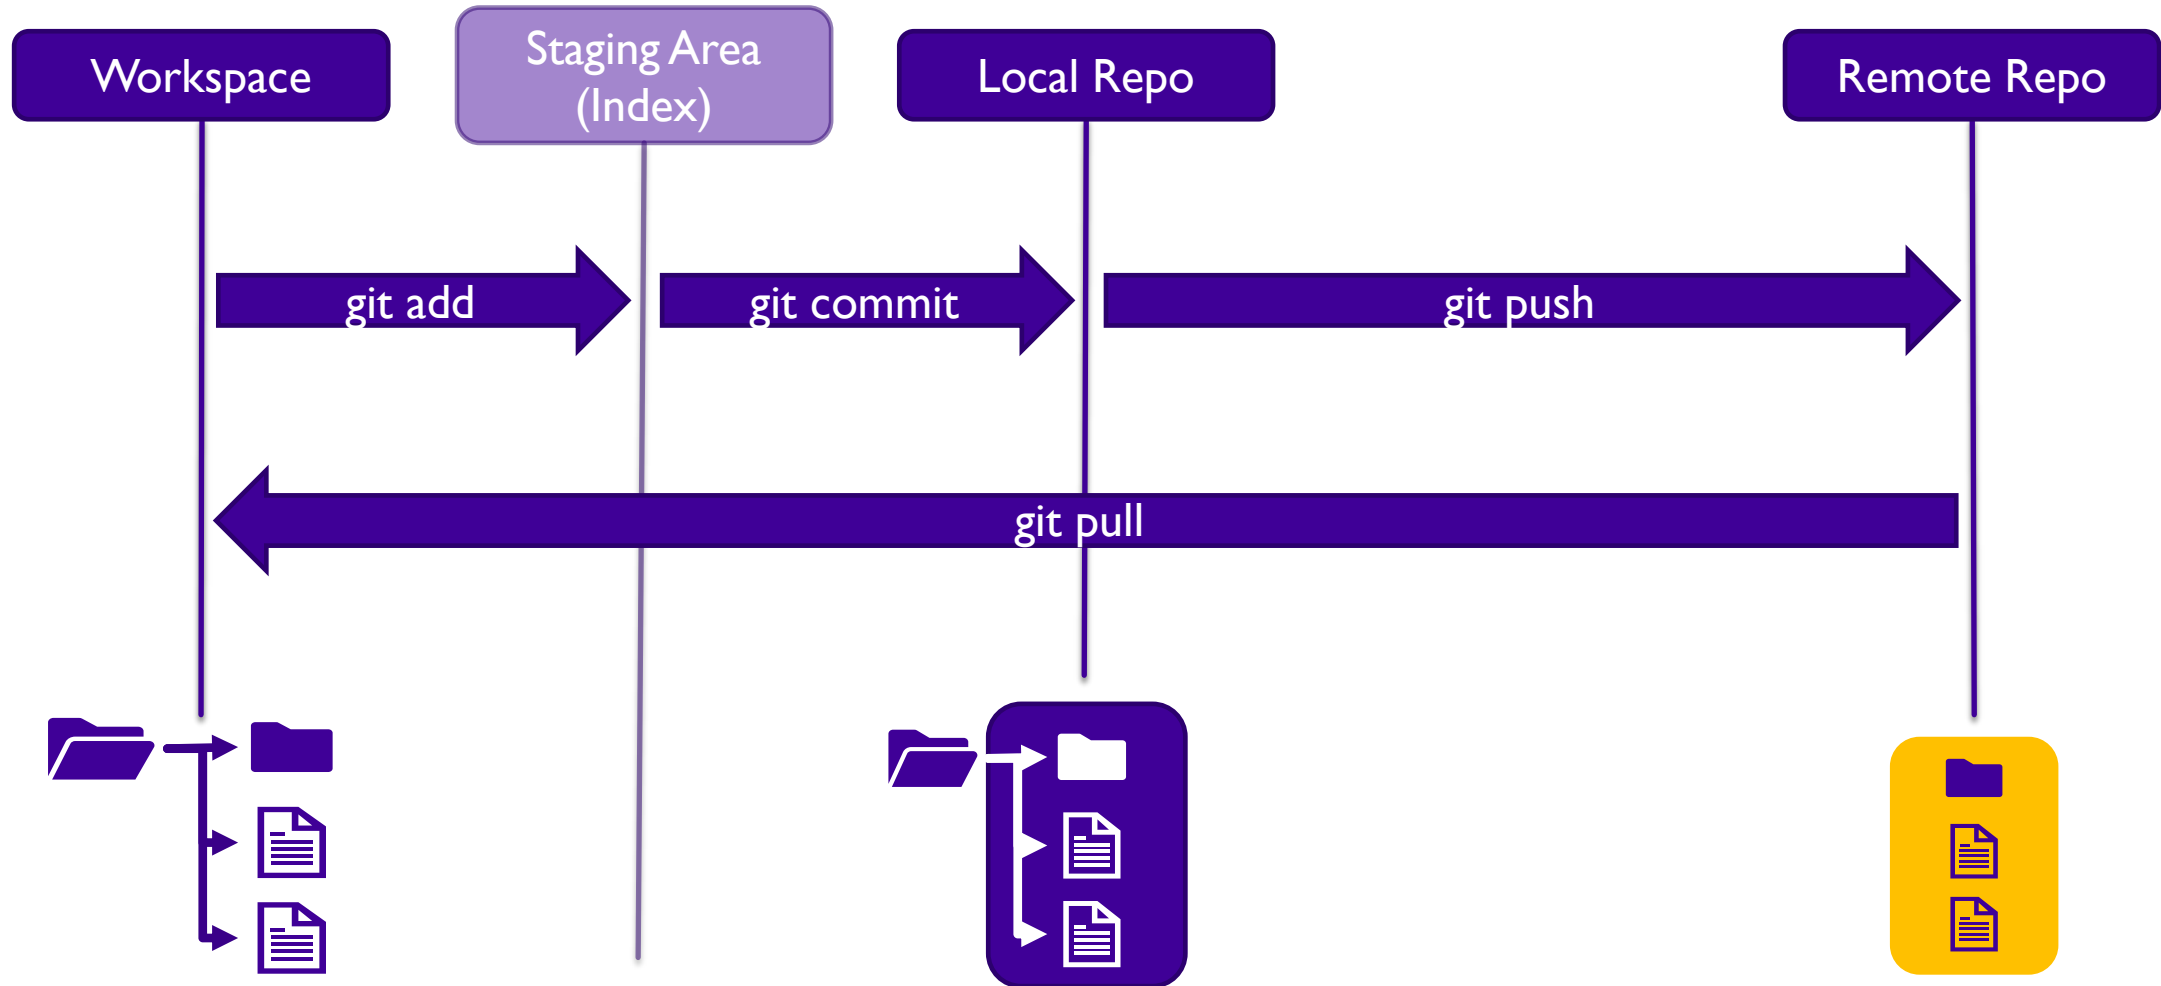 Workspace
Staging Area
(Index)
Local Repo
Remote Repo
git add
git commit
git push
git pull